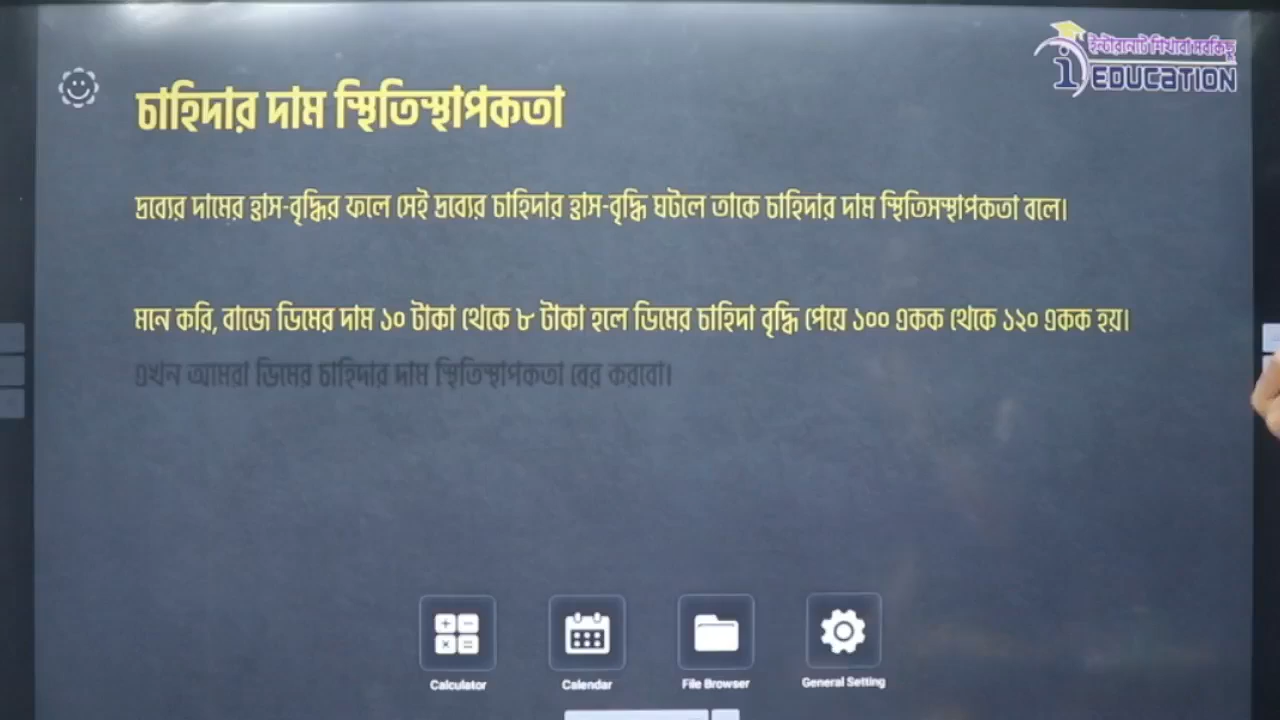 ইন্টারনেট শিখাবে সবকিছু
i EDUCATION
চাহিদার দাম স্থিতিস্থাপকতা
দ্রব্যের দামের হ্রাস-বৃদ্ধির ফলে সেই দ্রব্যের চাহিদার হ্রাস-বৃদ্ধি ঘটলে তাকে চাহিদার দাম স্থিতিসস্থাপকতা বলে।
মনে করি, বাজে ডিমের দাম ১০ টাকা থেকে ৮ টাকা হলে ডিমের চাহিদা বৃদ্ধি পেয়ে ১০০ একক থেকে ১২০ একক হয়।
এখন আমরা ডিমের চাহিদার দাম স্থিতিস্থাপকতা বের করবো।
Calculator
Calendar
File Browser
General Setting